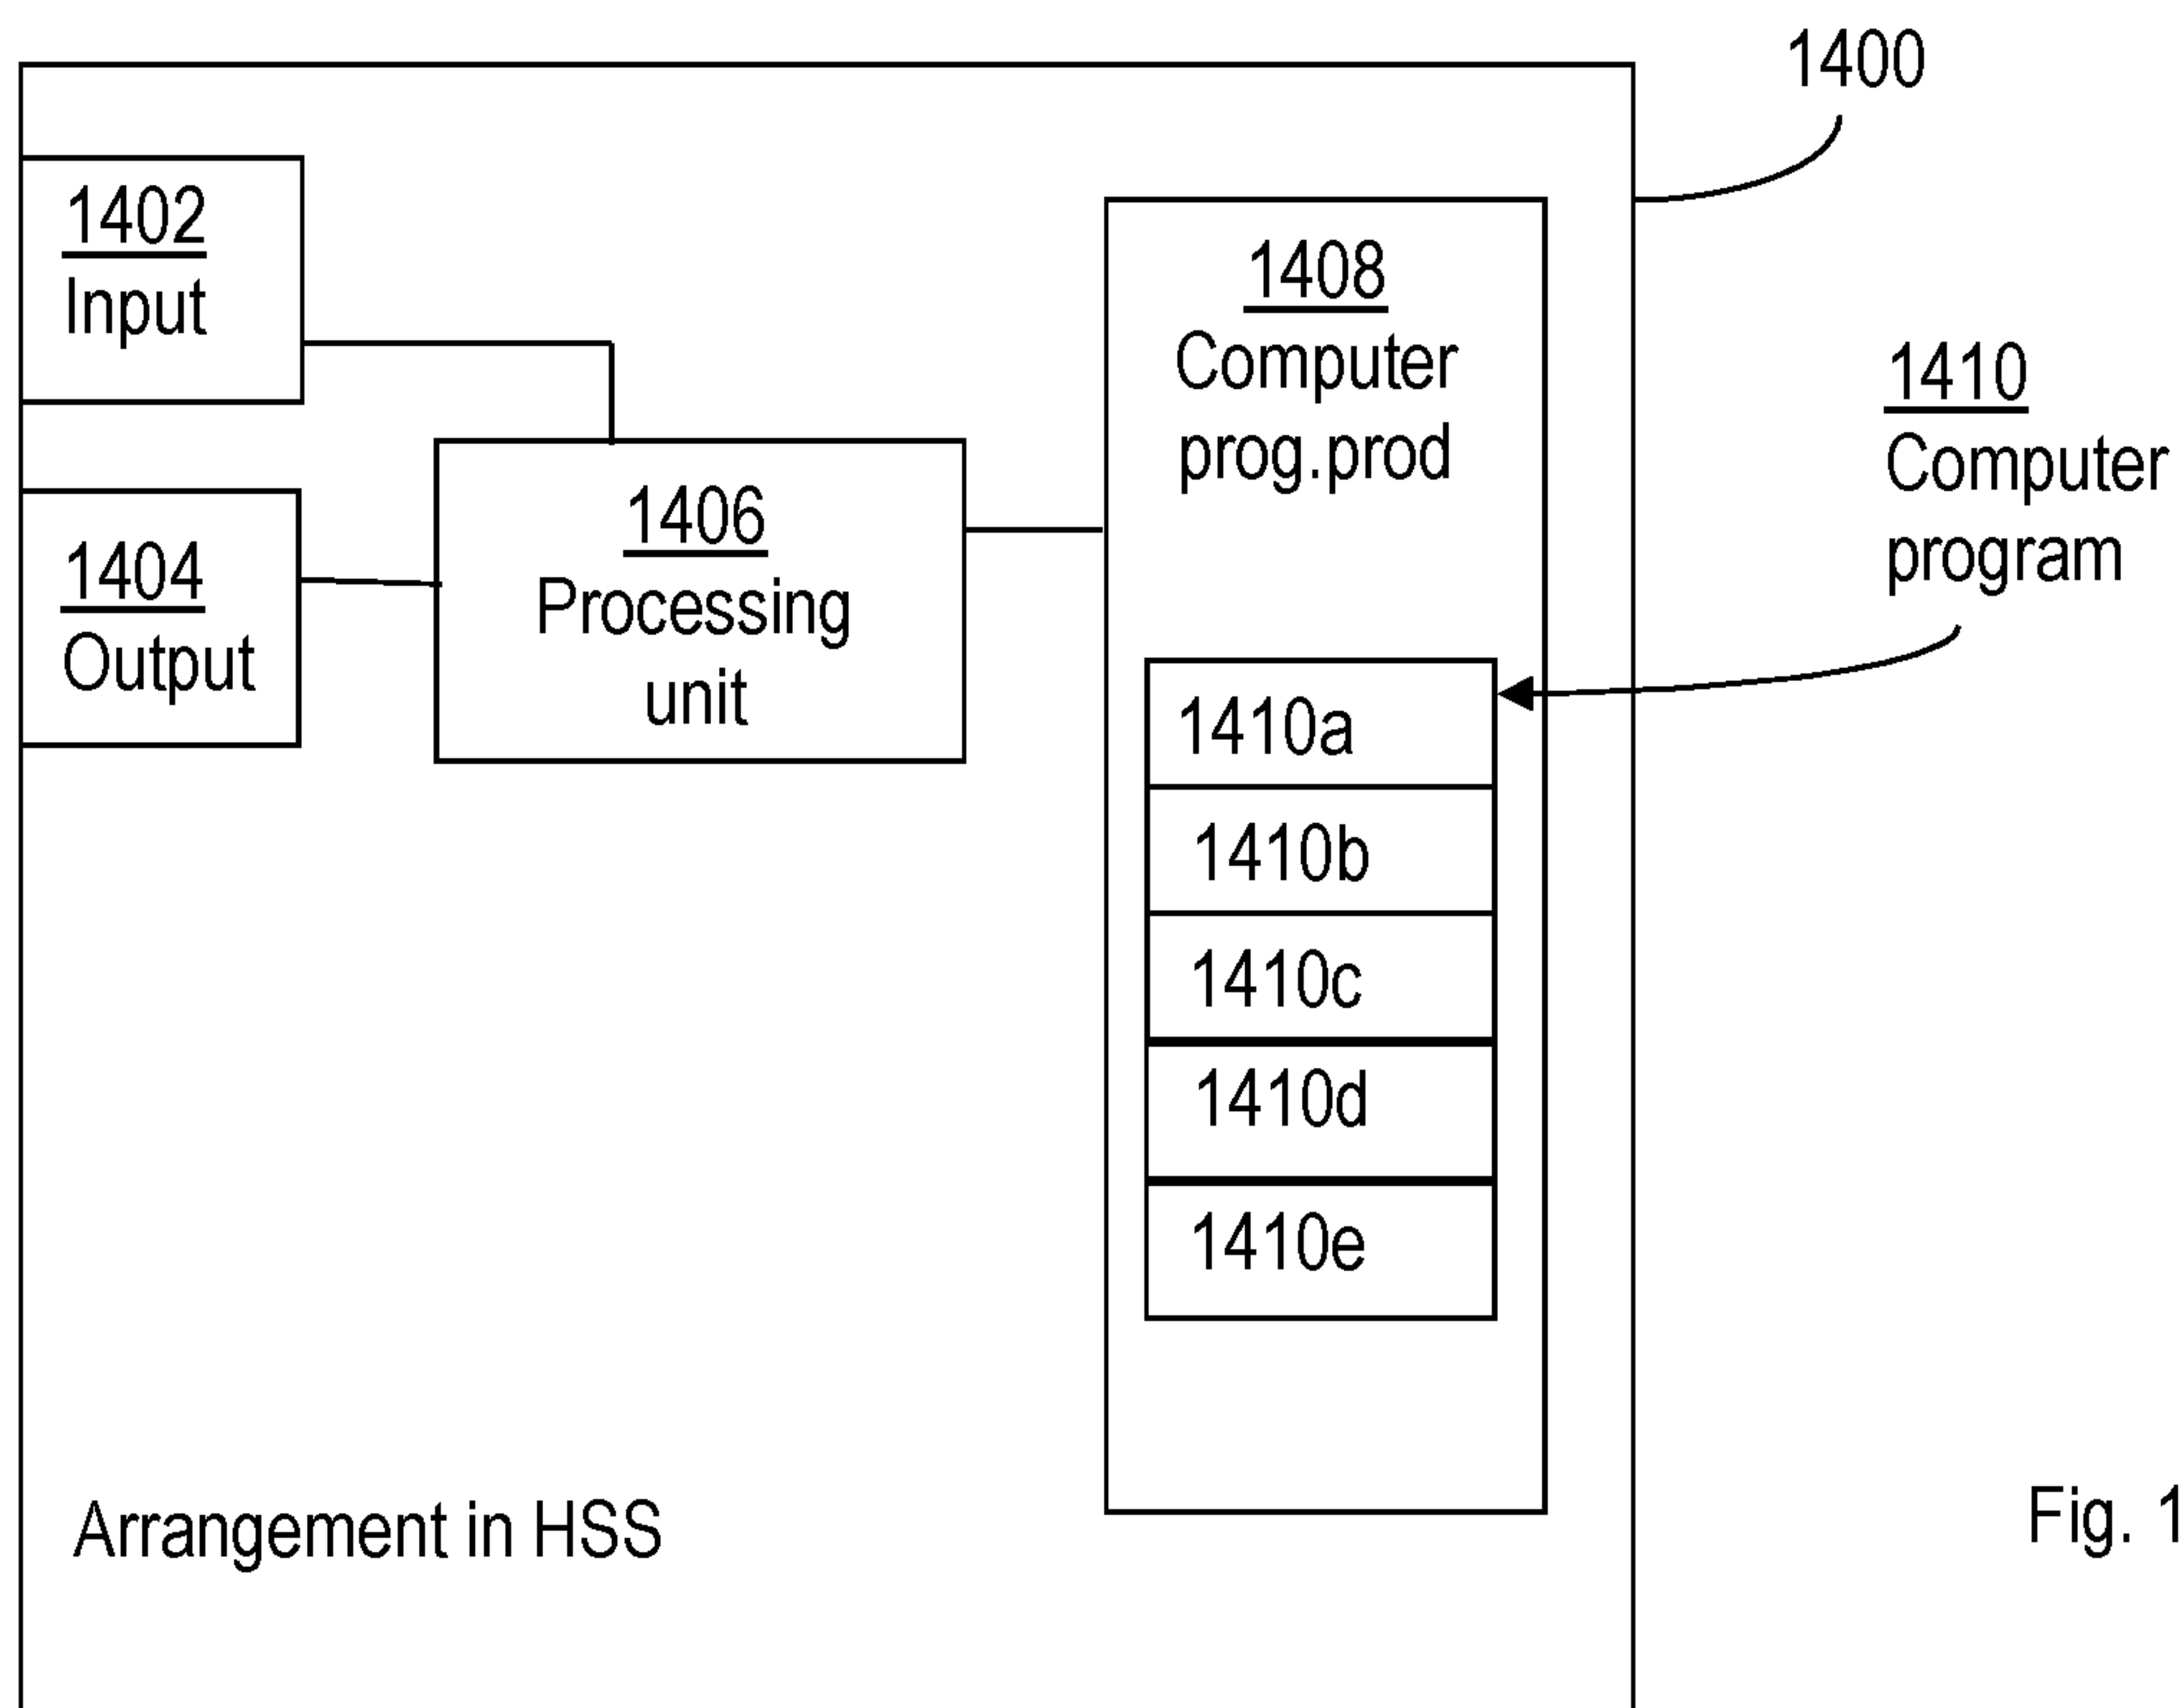 1400
1402
Input
1404
Output
1406
Processing
unit
1408
Computer
prog.prod
1410
Computer
program
1410a
1410b
1410c
1410d
1410e
Arrangement in HSS
Fig. 1